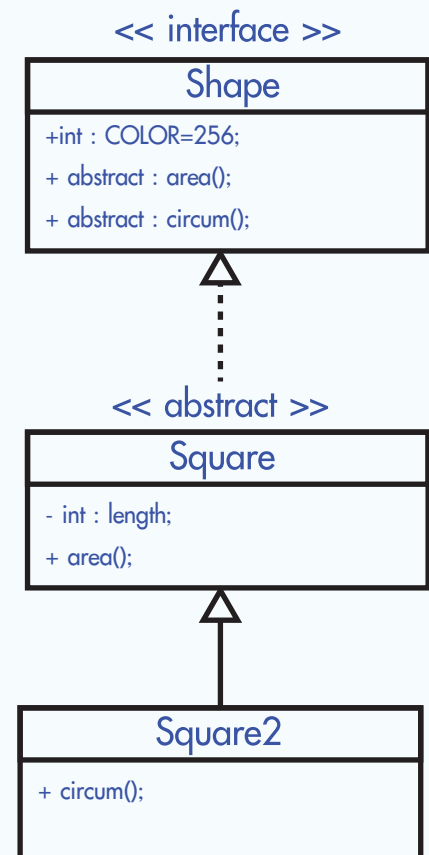 << interface >>
Shape
+int : COLOR=256;
+ abstract : area();
+ abstract : circum();
<< abstract >>
Square
- int : length;
+ area();
Square2
+ circum();